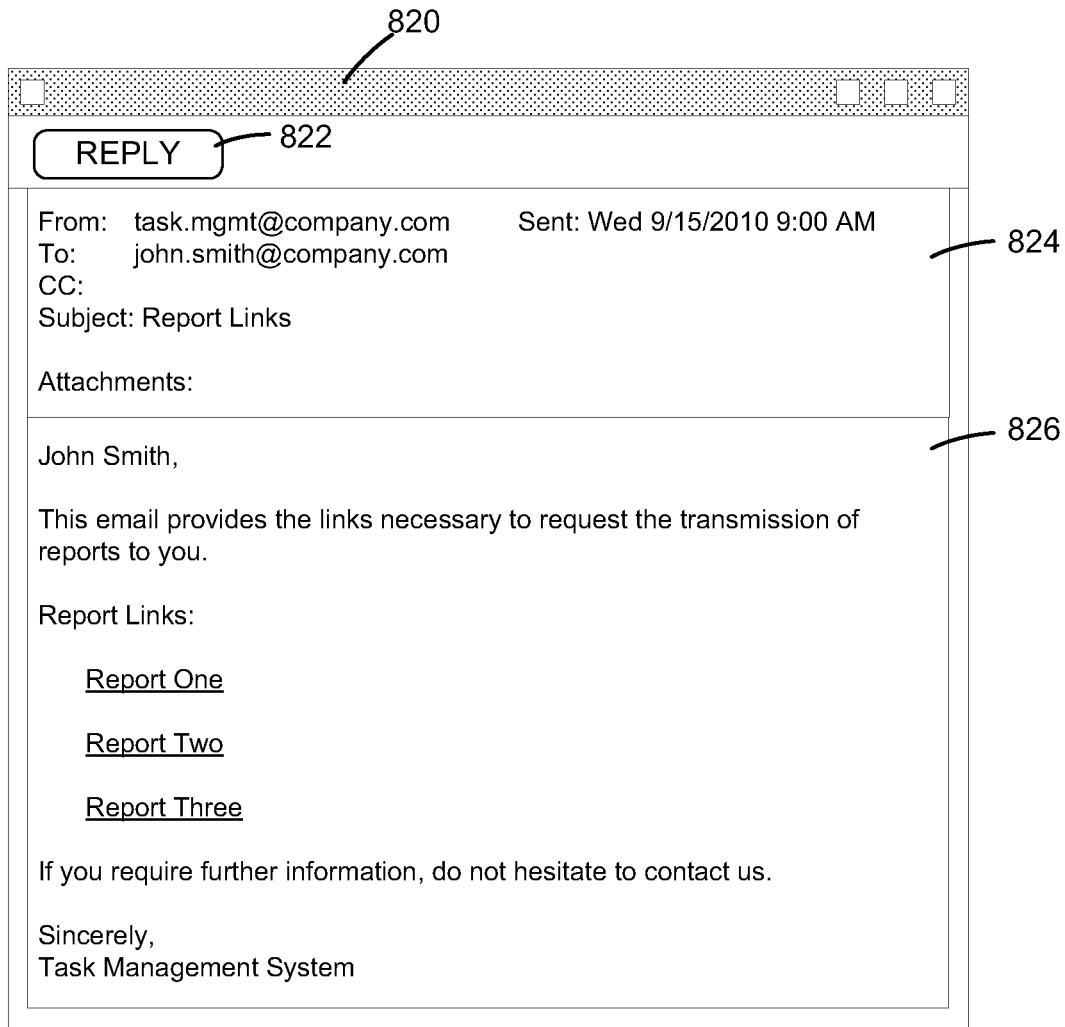 820
REPLY 822
From: task.mgmt@company.com Sent: Wed 9/15/2010 9:00 AM
To: john.smith@company.com
824
CC:
Subject: Report Links
Attachments:
826
John Smith,
This email provides the links necessary to request the transmission of
reports to you.
Report Links:
Report One
Report Two
Report Three
If you require further information, do not hesitate to contact us.
Sincerely,
Task Management System